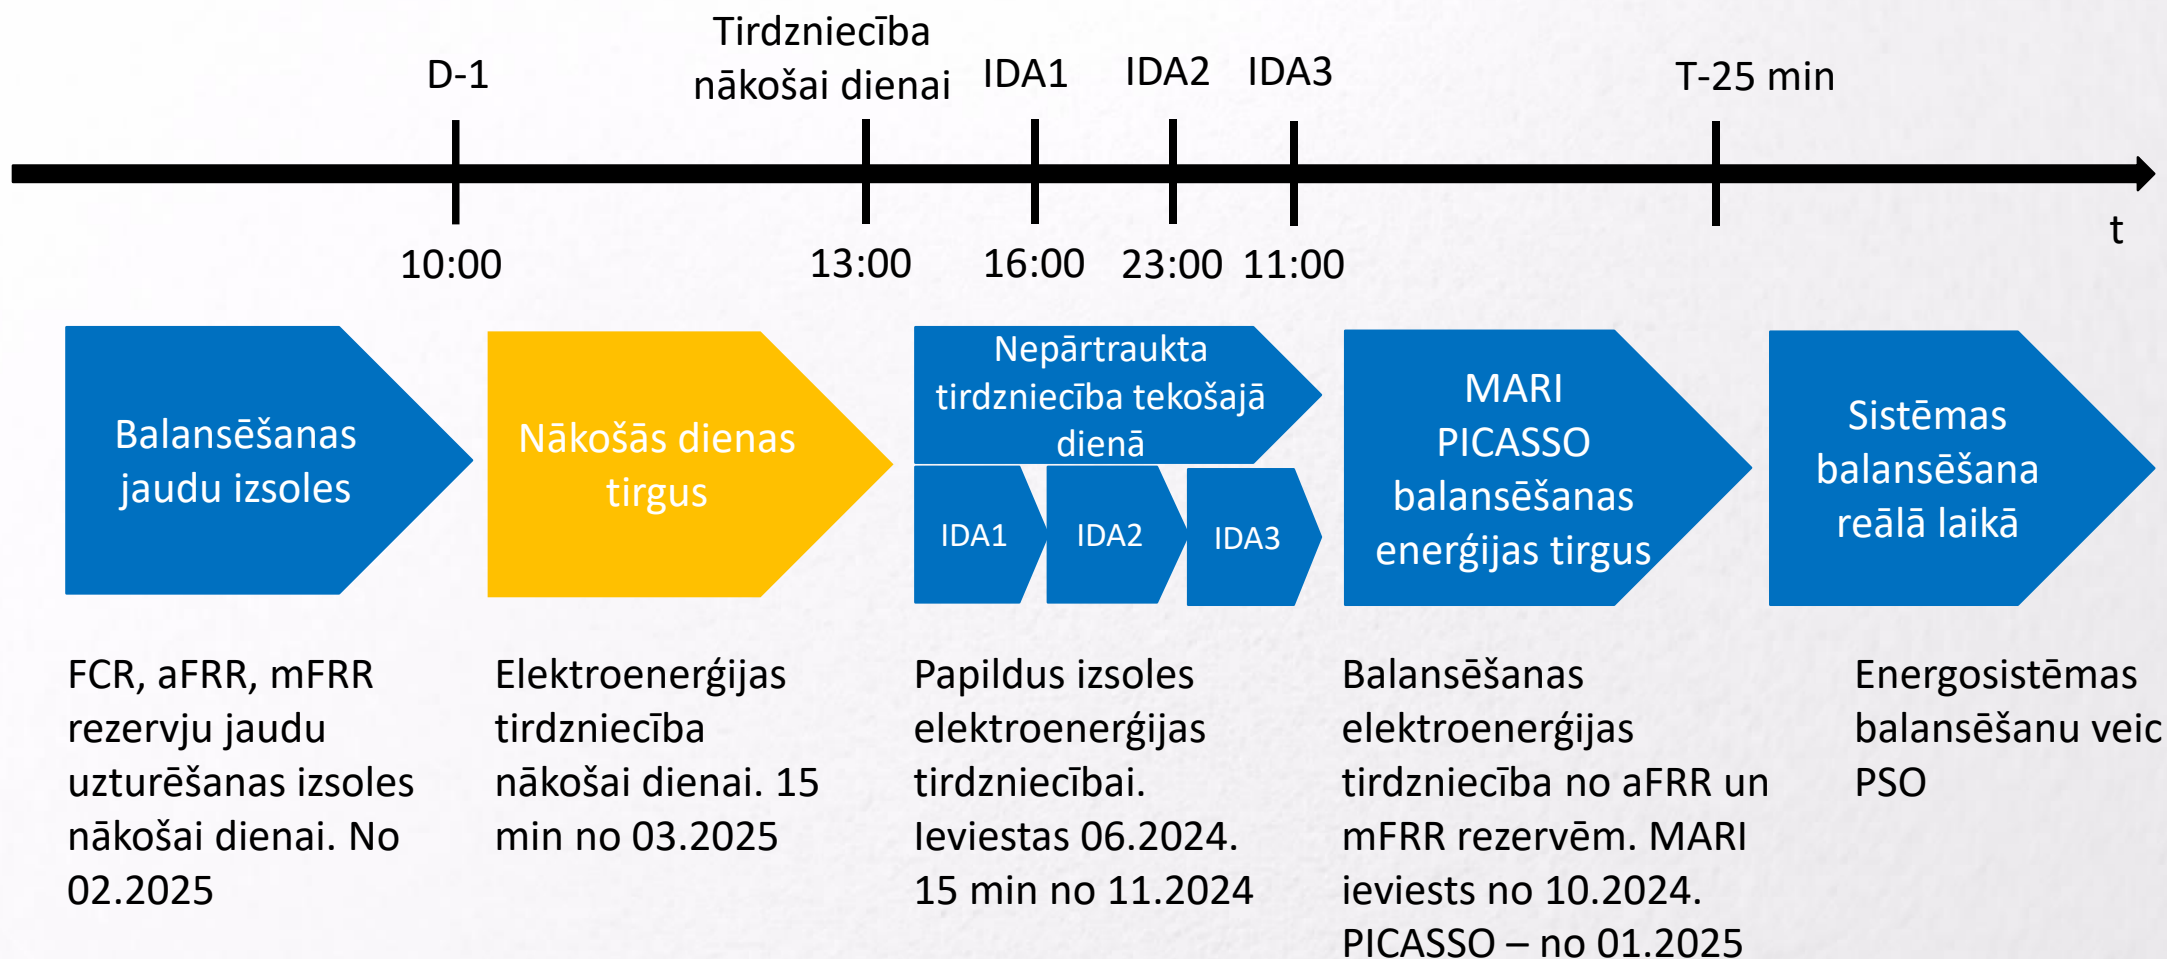 D-1
Tirdzniecība
nākošai dienai
IDA1
IDA2
IDA3
T-25 min
t
10:00
13:00
16:00
23:00
11:00
Balansēšanas
jaudu izsoles
Nākošās dienas
tirgus
Nepārtraukta
tirdzniecība tekošajā
dienā
IDA1
IDA2
IDA3
MARI
PICASSO
balansēšanas
enerģijas tirgus
Sistēmas
balansēšana
reālā laikā
FCR, aFRR, mFRR
rezervju jaudu
uzturēšanas izsoles
nākošai dienai. No
02.2025
Elektroenerģijas
tirdzniecība
nākošai dienai. 15
min no 03.2025
Papildus izsoles
elektroenerģijas
tirdzniecībai.
Ieviestas 06.2024.
15 min no 11.2024
Balansēšanas
elektroenerģijas
tirdzniecība no aFRR un
mFRR rezervēm. MARI
ieviests no 10.2024.
PICASSO – no 01.2025
Energosistēmas
balansēšanu veic
PSO